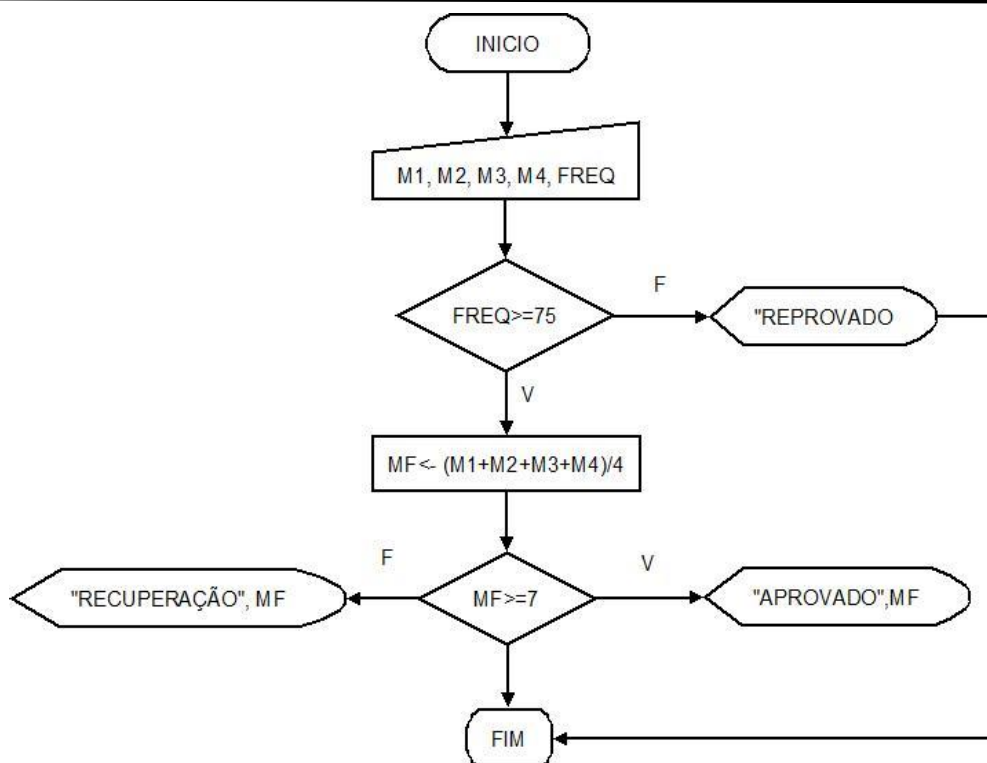 INICIO
M1, M2, M3, M4, FREQ
FREQ>=75
F
"REPROVADO
V
MF<- (M1+M2+M3+M4)/4
F
V
"RECUPERAÇÃO", MF
MF>=7
"APROVADO",MF
FIM